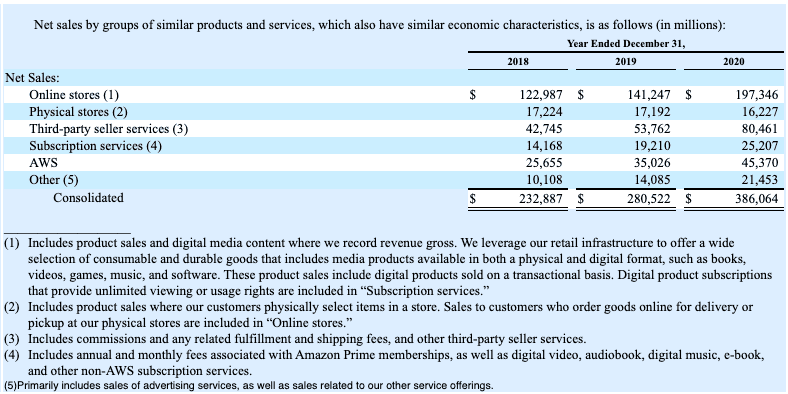 Net sales by groups of similar products and services, which also have similar economic characteristics, is as follows (in millions):
Year Ended December 31,
2018 2019 2020
Net Sales:
Online stores (1) $ 122,987 $ 141,247 $ 197,346
Physical stores (2) 17,224 17,192 16,227
Third-party seller services (3) 42,745 53,762 80,461
Subscription services (4) 14,168 19,210 25,207
AWS 25,655 35,026 45,370
Other (5) 10,108 14,085 21,453
Consolidated $ 232,887 $ 280,522 $ 386,064
(1) Includes product sales and digital media content where we record revenue gross. We leverage our retail infrastructure to offer a wide
selection of consumable and durable goods that includes media products available in both a physical and digital format, such as books,
videos, games, music, and software. These product sales include digital products sold on a transactional basis. Digital product subscriptions
that provide unlimited viewing or usage rights are included in “Subscription services.”
(2) Includes product sales where our customers physically select items in a store. Sales to customers who order goods online for delivery or
pickup at our physical stores are included in “Online stores.”
(3) Includes commissions and any related fulfillment and shipping fees, and other third-party seller services.
(4) Includes annual and monthly fees associated with Amazon Prime memberships, as well as digital video, audiobook, digital music, e-book,
and other non-AWS subscription services.
(5)Primarily includes sales of advertising services, as well as sales related to our other service offerings.